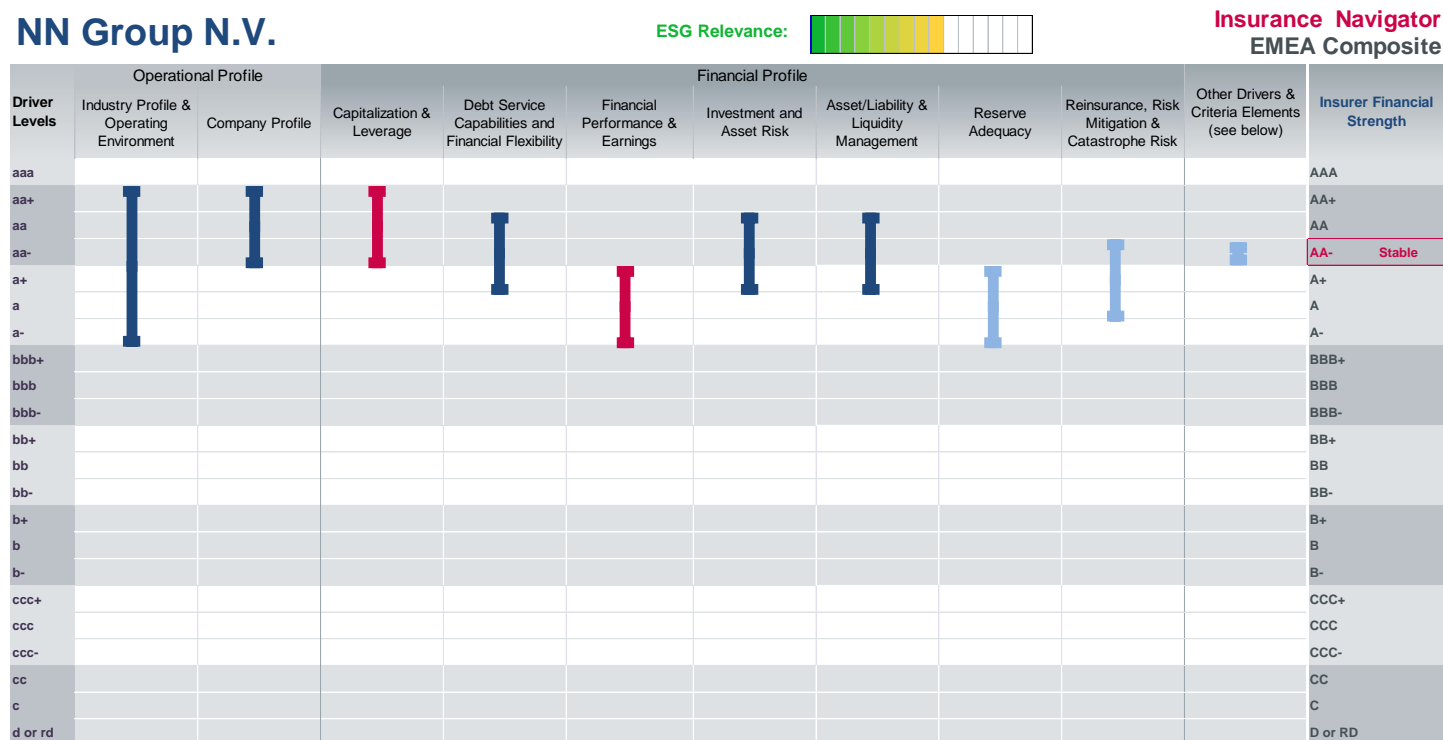 NN Group N.V.
ESG Relevance:
Insurance Navigator
EMEA Composite
Operational Profile
Financial Profile
Driver
Levels
Industry Profile &
Operating
Environment
Company Profile
Capitalization &
Leverage
Debt Service
Capabilities and
Financial Flexibility
Financial
Performance &
Earnings
Investment and
Asset Risk
Asset/Liability &
Liquidity
Management
Reserve
Adequacy
Reinsurance, Risk
Mitigation &
Catastrophe Risk
Other Drivers &
Criteria Elements
(see below)
Insurer Financial
Strength
aaa AAA
aa+ AA+
aa AA
aa- AA- Stable
a+ A+
a A
a- A-
bbb+ BBB+
bbb BBB
bbb- BBB-
bb+ BB+
bb BB
bb- BB-
b+ B+
b B
b- B-
ccc+ CCC+
ccc CCC
ccc- CCC-
cc CC
c C
d or rd D or RD